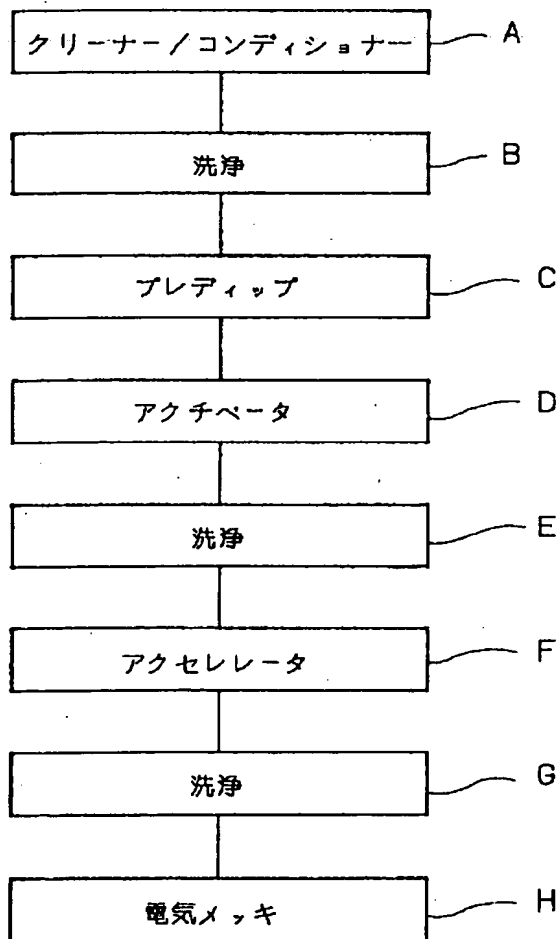 クリーナー/コンディショナー A
洗浄 B
プレディップ C
アクチベータ D
洗浄 E
アクセレレータ F
洗浄 G
電気メッキ H